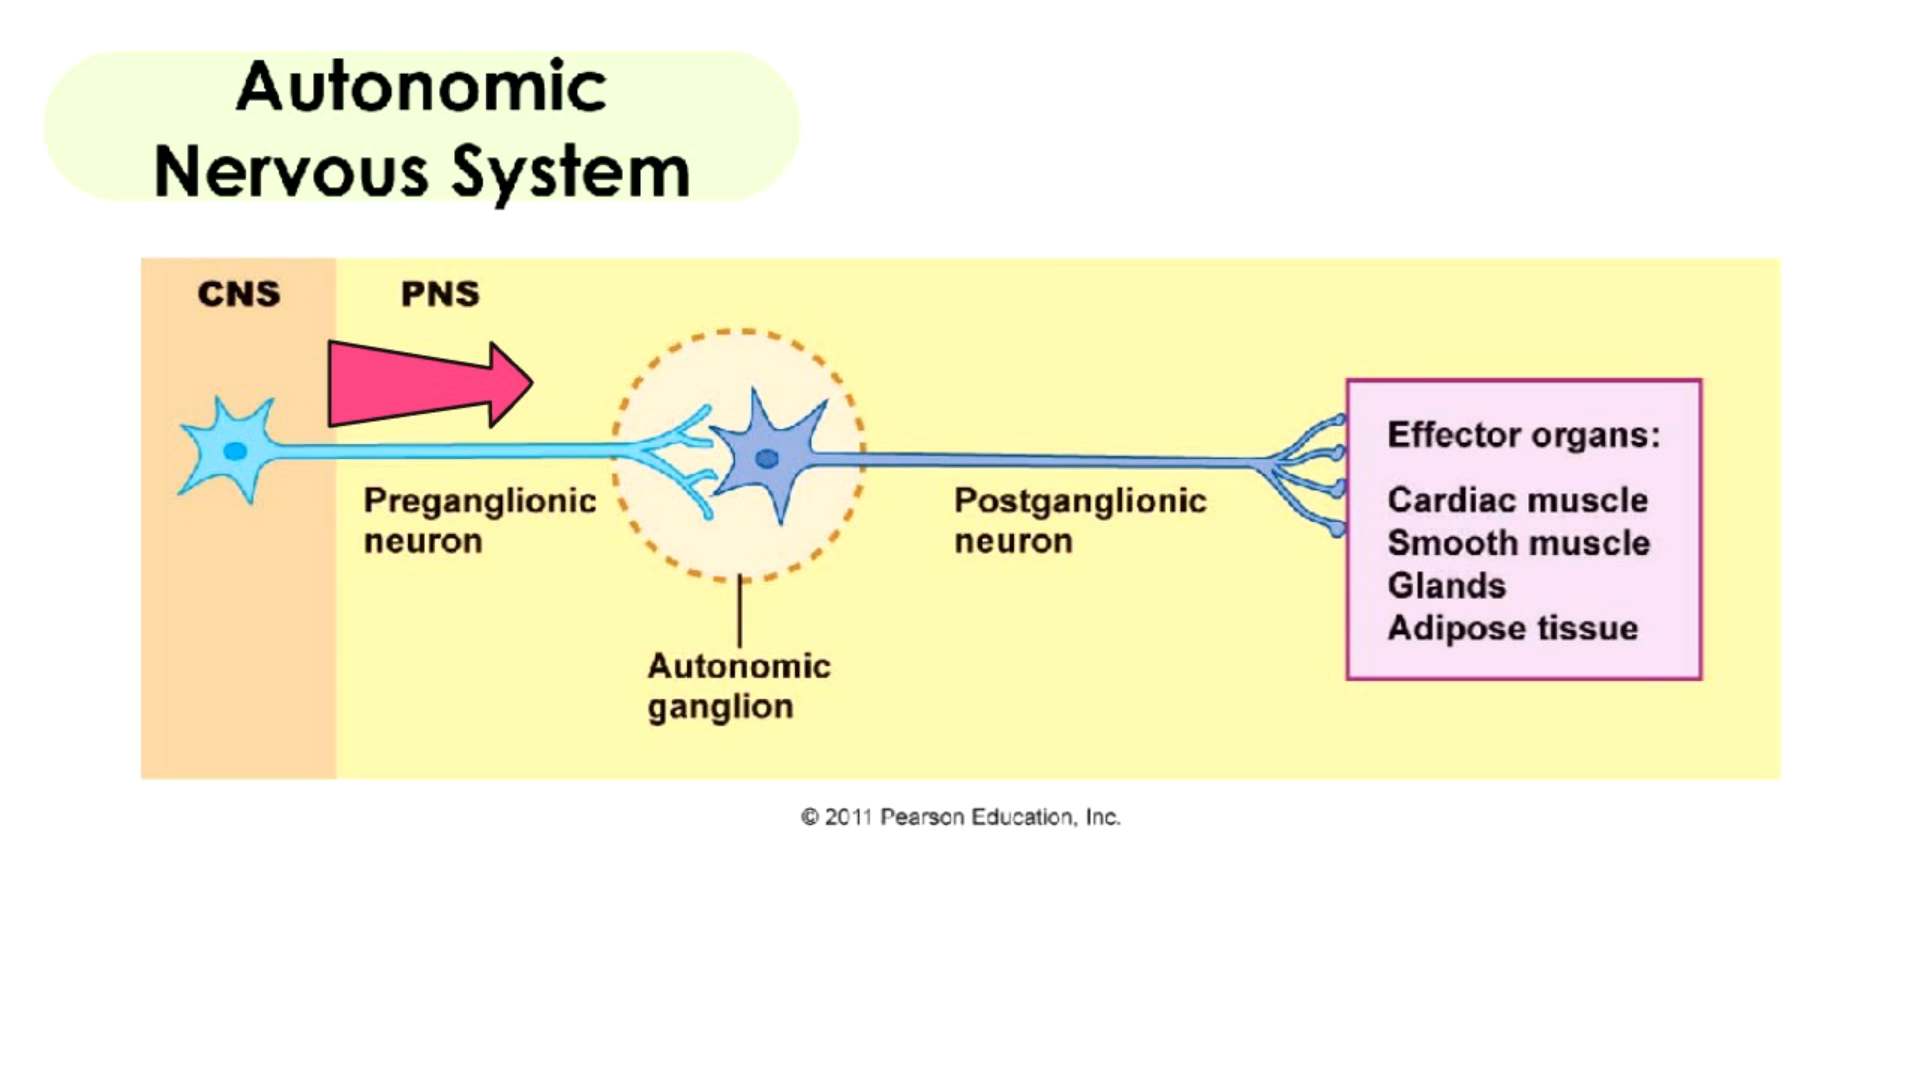 Autonomic
Nervous System
CNS
PNS
Preganglionic
neuron
Autonomic
ganglion
Postganglionic
neuron
Effector organs:
Cardiac muscle
Smooth muscle
Glands
Adipose tissue
© 2011 Pearson Education, Inc.